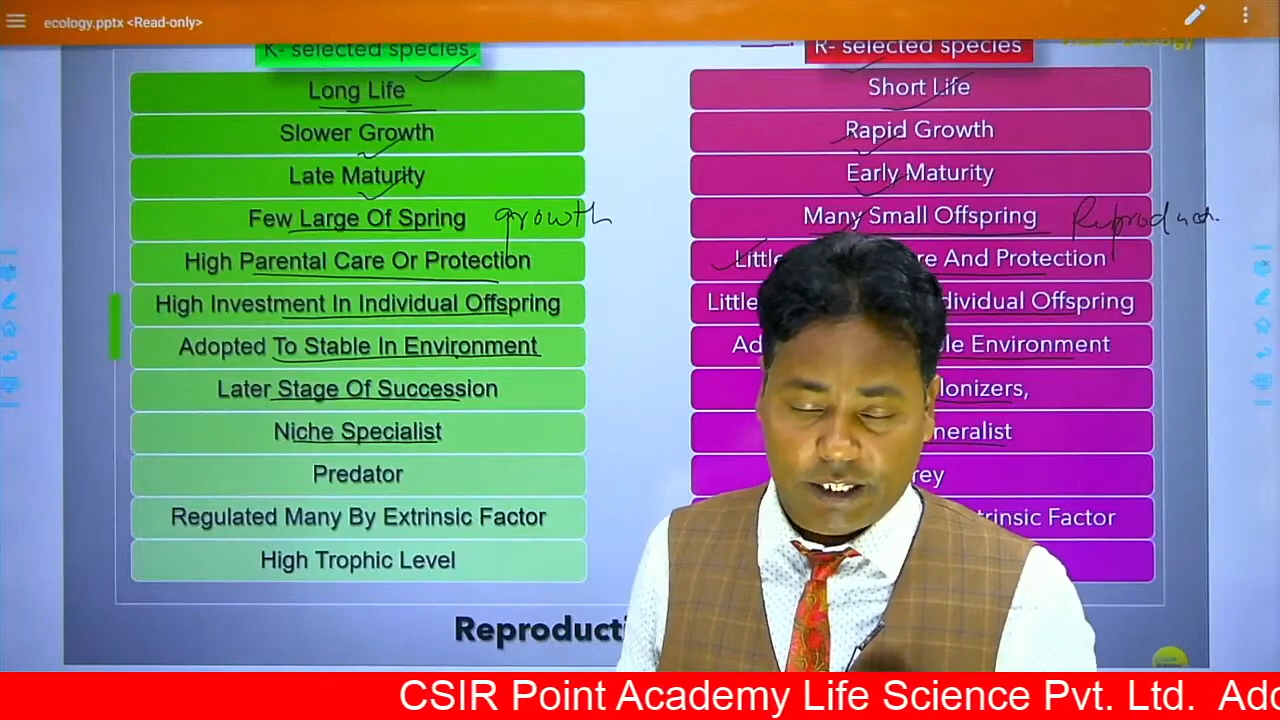 ecology.pptx <Read-only>
K- selected species
R- selected species
Long Life
Short Life
Slower Growth
Rapid Growth
Late Maturity
Early Maturity
Few Large Of Spring
growth
Many Small Offspring
High Parental Care Or Protection
Little re And Protection
High Investment In Individual Offspring
Little dividual Offspring
Adopted To Stable In Environment
Ad le Environment
Later Stage Of Succession
lonizers,
Niche Specialist
neralist
Predator
rey
Regulated Many By Extrinsic Factor
trinsic Factor
High Trophic Level
Reproducti
CSIR Point Academy Life Science Pvt. Ltd. Add